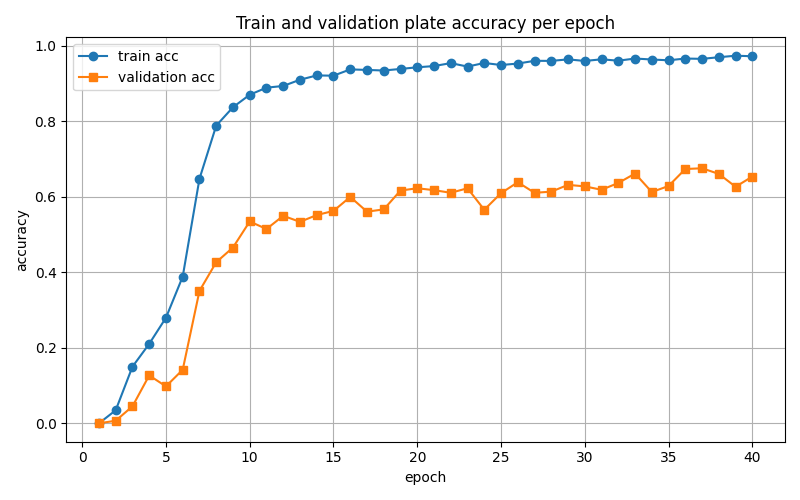 Train and validation plate accuracy per epoch
train acc
validation acc
1.0
0.8
0.6
0.4
0.2
0.0
accuracy
0 5 10 15 20 25 30 35 40
epoch